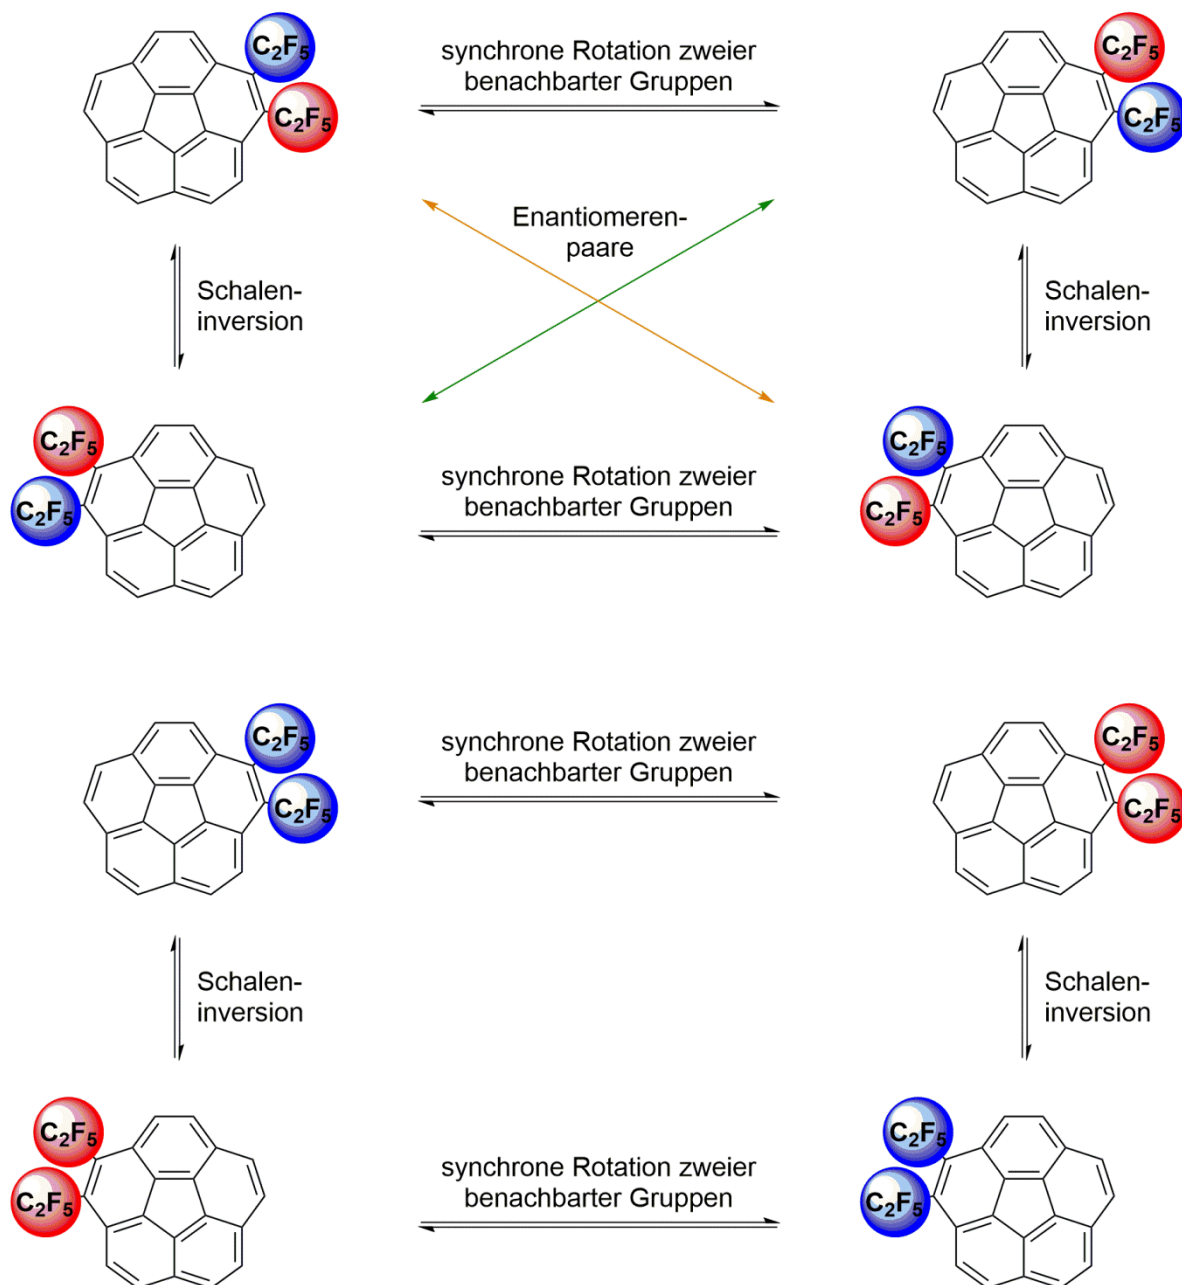 C₂F₅
synchrone Rotation zweier
benachbarter Gruppen
C₂F₅
C₂F₅
C₂F₅
Enantiomeren-
paare
Schalen-
inversion
Schalen-
inversion
C₂F₅
C₂F₅
synchrone Rotation zweier
benachbarter Gruppen
C₂F₅
C₂F₅
C₂F₅
C₂F₅
synchrone Rotation zweier
benachbarter Gruppen
C₂F₅
C₂F₅
Schalen-
inversion
Schalen-
inversion
C₂F₅
C₂F₅
synchrone Rotation zweier
benachbarter Gruppen
C₂F₅
C₂F₅